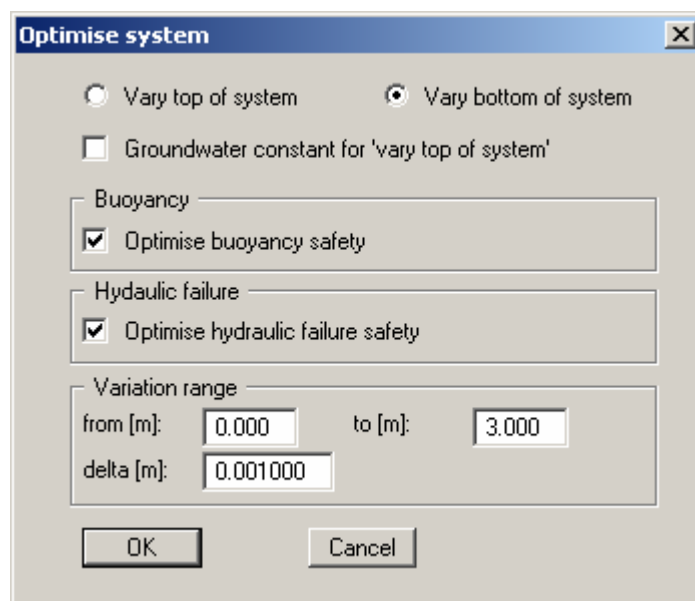 Optimise system
Vary top of system Vary bottom of system
Groundwater constant for 'vary top of system'
Buoyancy
Optimise buoyancy safety
Hydaulic failure
Optimise hydraulic failure safety
Variation range
from [m]: 0.000 to [m]: 3.000
delta [m]: 0.001000
OK Cancel